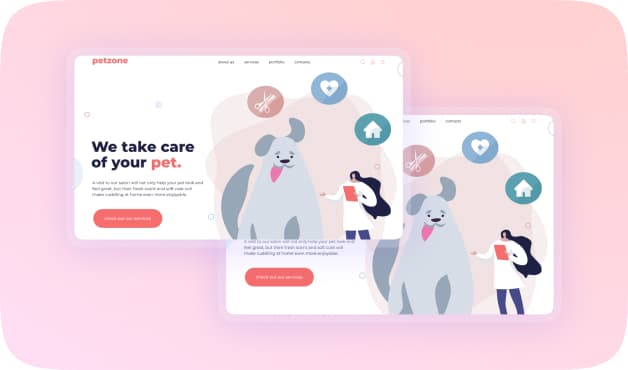 petzone
about us services portfolio contacts
We take care
of your pet.
A visit to our salon will not only help your pet look and
feel great, but their fresh scent and soft coat will
make cuddling at home even more enjoyable.
Check out our services
portfolio contacts
A visit to our salon will not only help your pet look and
feel great, but their fresh scent and soft coat will
make cuddling at home even more enjoyable.
Check out our services